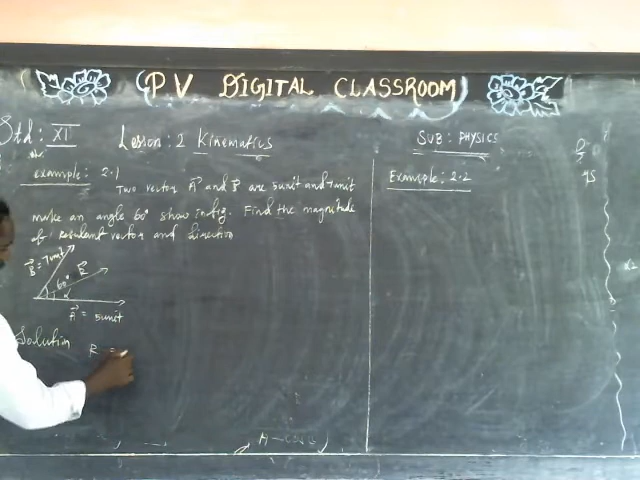 (PV DIGITAL CLASSROOM)
Std: XI Lesson: 2 Kinematics SUB: PHYSICS
example: 2.1
Two vector A and B are 5unit and 7unit
make an angle 60° show in fig. Find the magnitude
of resulant vector and direction
B = 7unit
R
60°
α
A = 5unit
Solution
R =
Example: 2.2